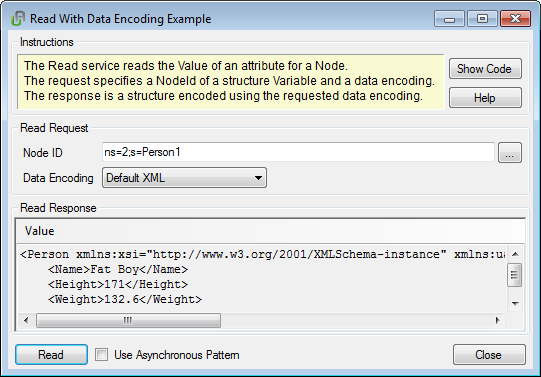 Read With Data Encoding Example
Instructions
The Read service reads the Value of an attribute for a Node.
The request specifies a NodeId of a structure Variable and a data encoding.
The response is a structure encoded using the requested data encoding.
Show Code
Help
Read Request
Node ID
ns=2;s=Person1
...
Data Encoding
Default XML
Read Response
Value
<Person xmlns:xsi="http://www.w3.org/2001/XMLSchema-instance" xmlns:ua
<Name>Fat Boy</Name>
<Height>171</Height>
<Weight>132.6</Weight>
Read
Use Asynchronous Pattern
Close